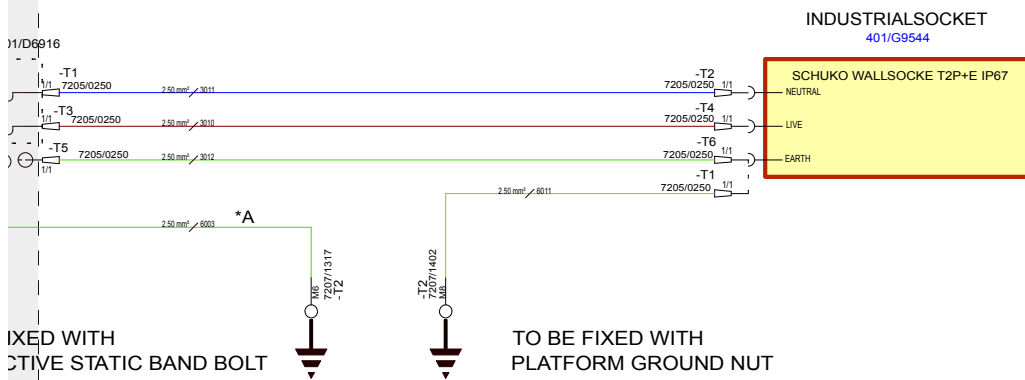 INDUSTRIALSOCKET
401/G9544
01/D6916
SCHUKO WALLSOCKE T2P+E IP67
-T1
1/1
7205/0250
2.50 mm² 3011
-T2
7205/0250
1/1
NEUTRAL
-T3
1/1
7205/0250
2.50 mm² 3010
-T4
7205/0250
1/1
LIVE
-T5
1/1
7205/0250
2.50 mm² 3012
-T6
7205/0250
1/1
EARTH
-T1
7205/0250
1/1
2.50 mm² 6011
2.50 mm² 6003
*A
M6
7207/1317
-T2
-T2
7207/1402
M8
IXED WITH
CTIVE STATIC BAND BOLT
TO BE FIXED WITH
PLATFORM GROUND NUT